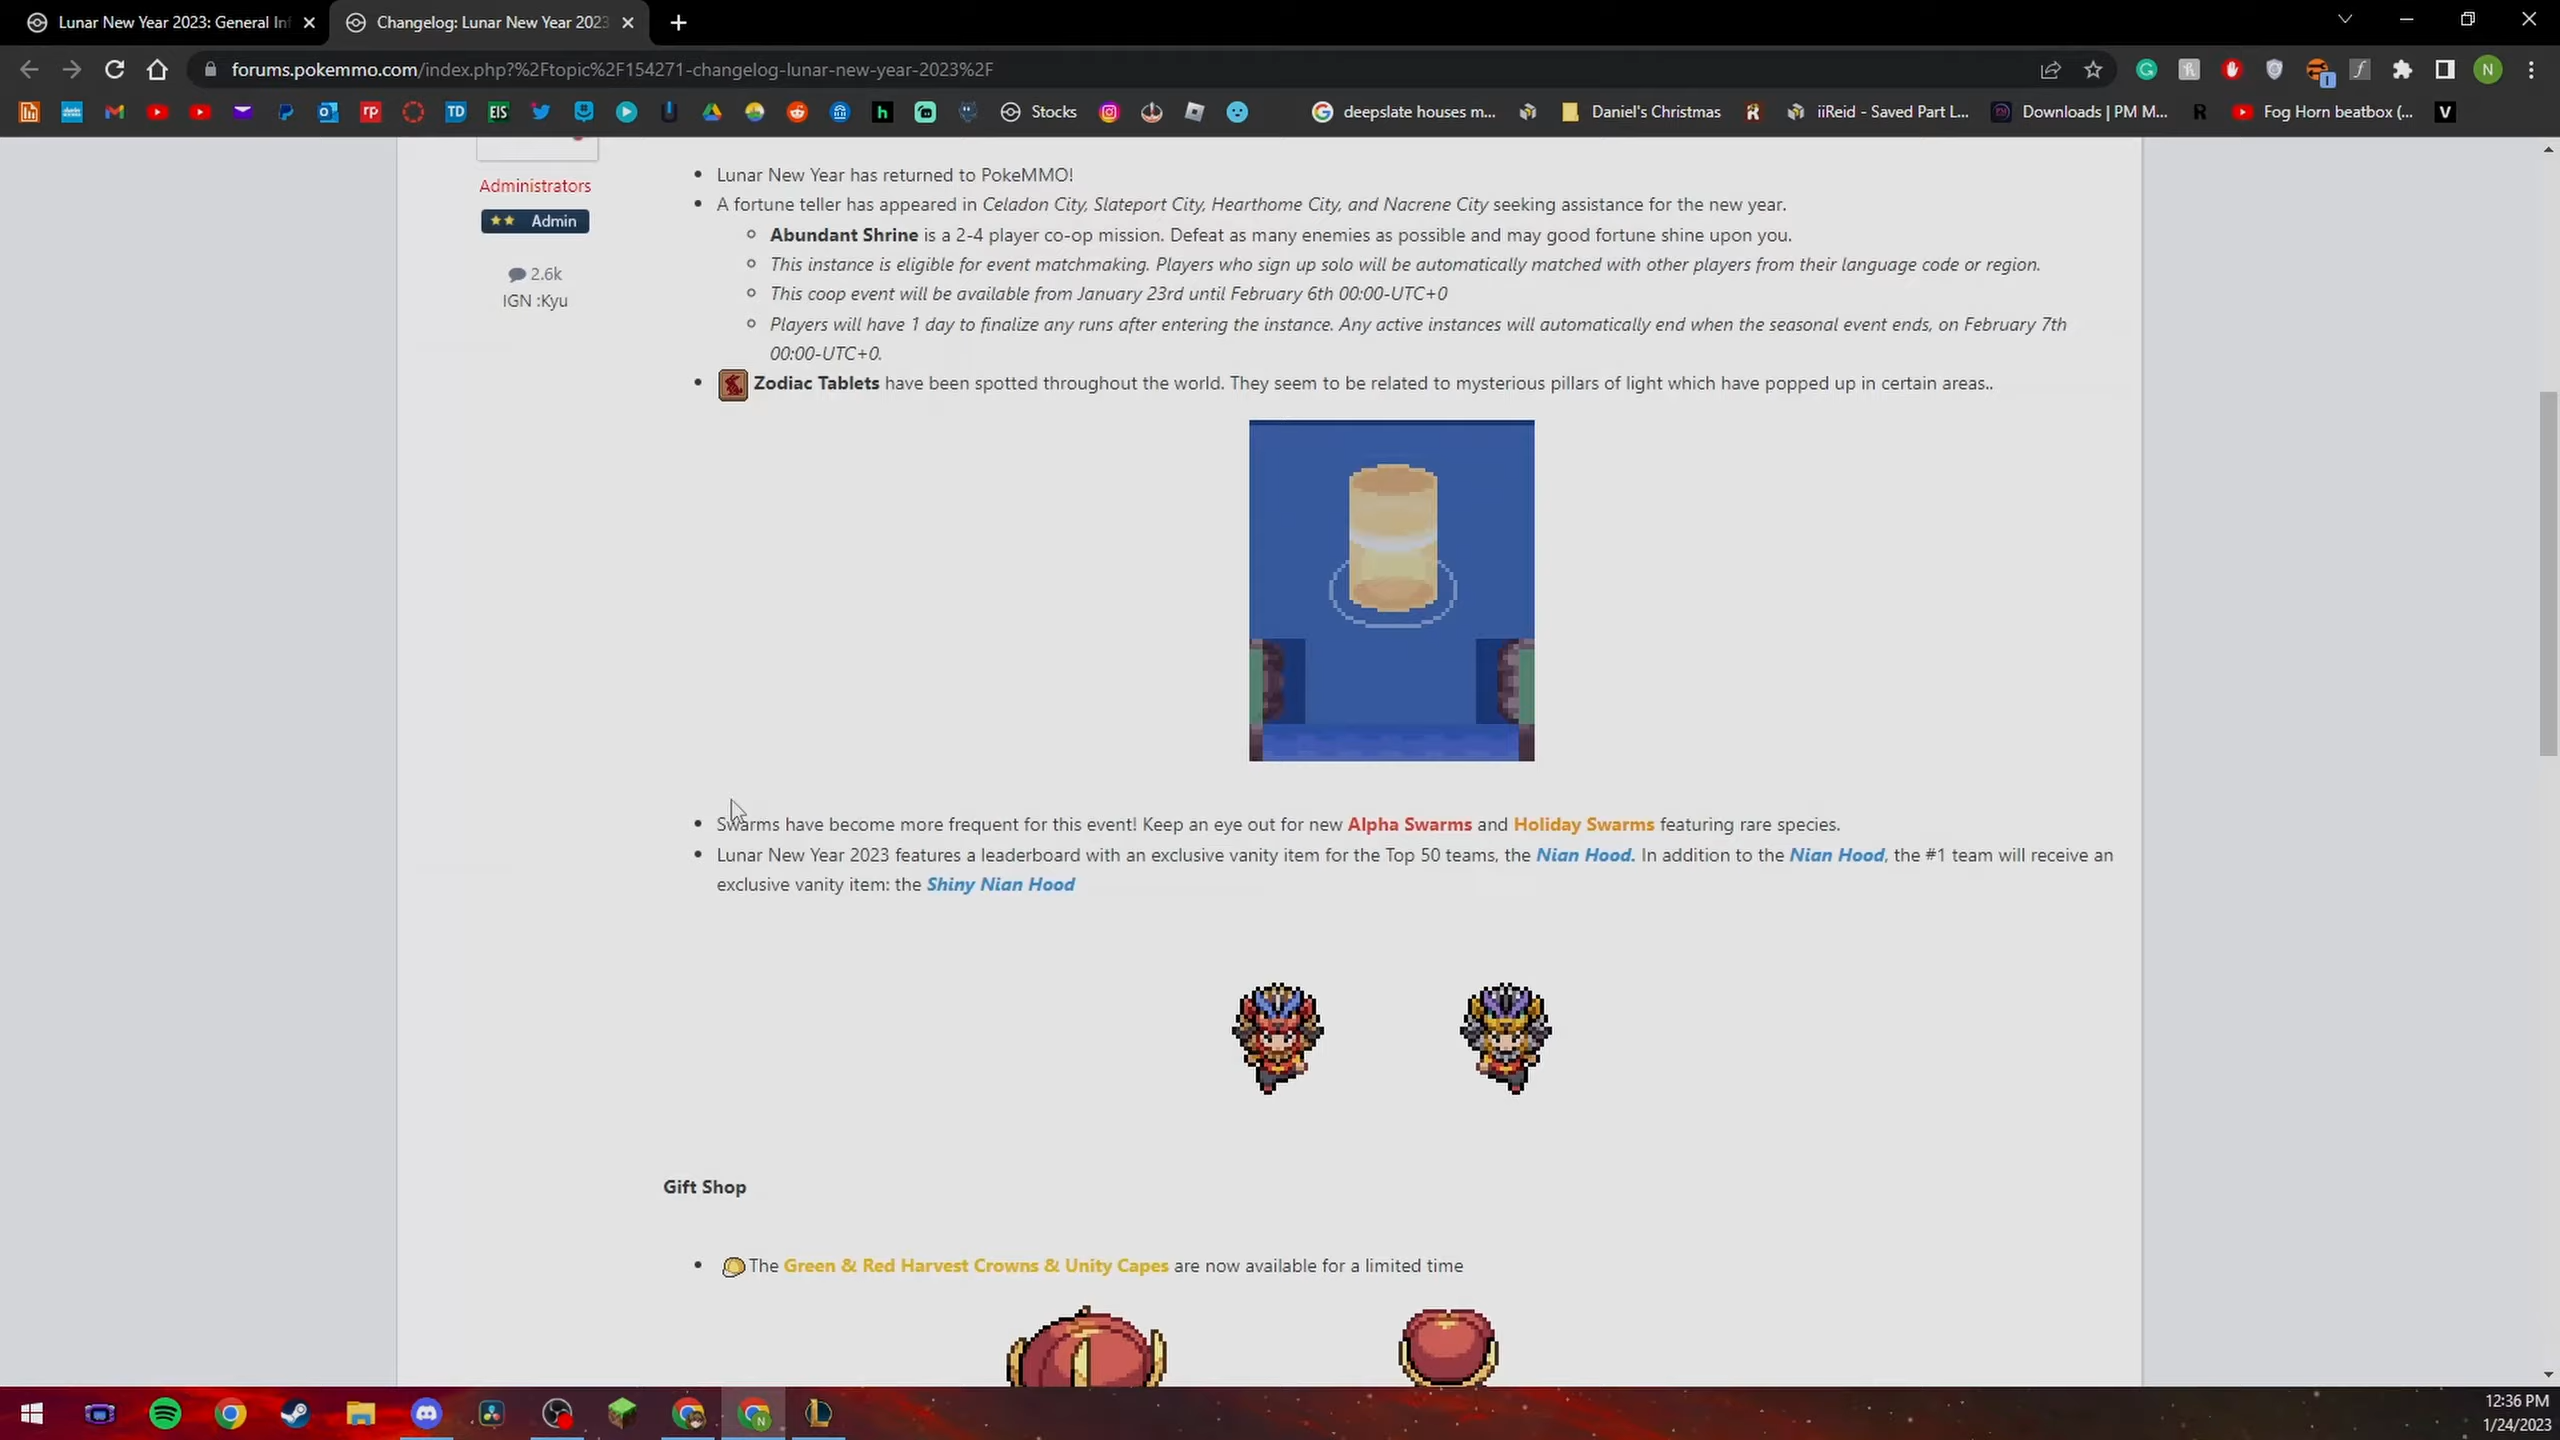 Lunar New Year 2023: General Inf
Changelog: Lunar New Year 2023
forums.pokemmo.com/index.php?%2Ftopic%2F154271-changelog-lunar-new-year-2023%2F
N
rp TD EIS h Stocks deepslate houses m... Daniel's Christmas iiReid - Saved Part L... Downloads | PM M... R Fog Horn beatbox (... V
Administrators
Admin
2.6k
IGN :Kyu
Lunar New Year has returned to PokeMMO!
A fortune teller has appeared in Celadon City, Slateport City, Hearthome City, and Nacrene City seeking assistance for the new year.
Abundant Shrine is a 2-4 player co-op mission. Defeat as many enemies as possible and may good fortune shine upon you.
This instance is eligible for event matchmaking. Players who sign up solo will be automatically matched with other players from their language code or region.
This coop event will be available from January 23rd until February 6th 00:00-UTC+0
Players will have 1 day to finalize any runs after entering the instance. Any active instances will automatically end when the seasonal event ends, on February 7th
00:00-UTC+0.
Zodiac Tablets have been spotted throughout the world. They seem to be related to mysterious pillars of light which have popped up in certain areas..
Swarms have become more frequent for this event! Keep an eye out for new Alpha Swarms and Holiday Swarms featuring rare species.
Lunar New Year 2023 features a leaderboard with an exclusive vanity item for the Top 50 teams, the Nian Hood. In addition to the Nian Hood, the #1 team will receive an
exclusive vanity item: the Shiny Nian Hood
Gift Shop
The Green & Red Harvest Crowns & Unity Capes are now available for a limited time
12:36 PM
1/24/2023